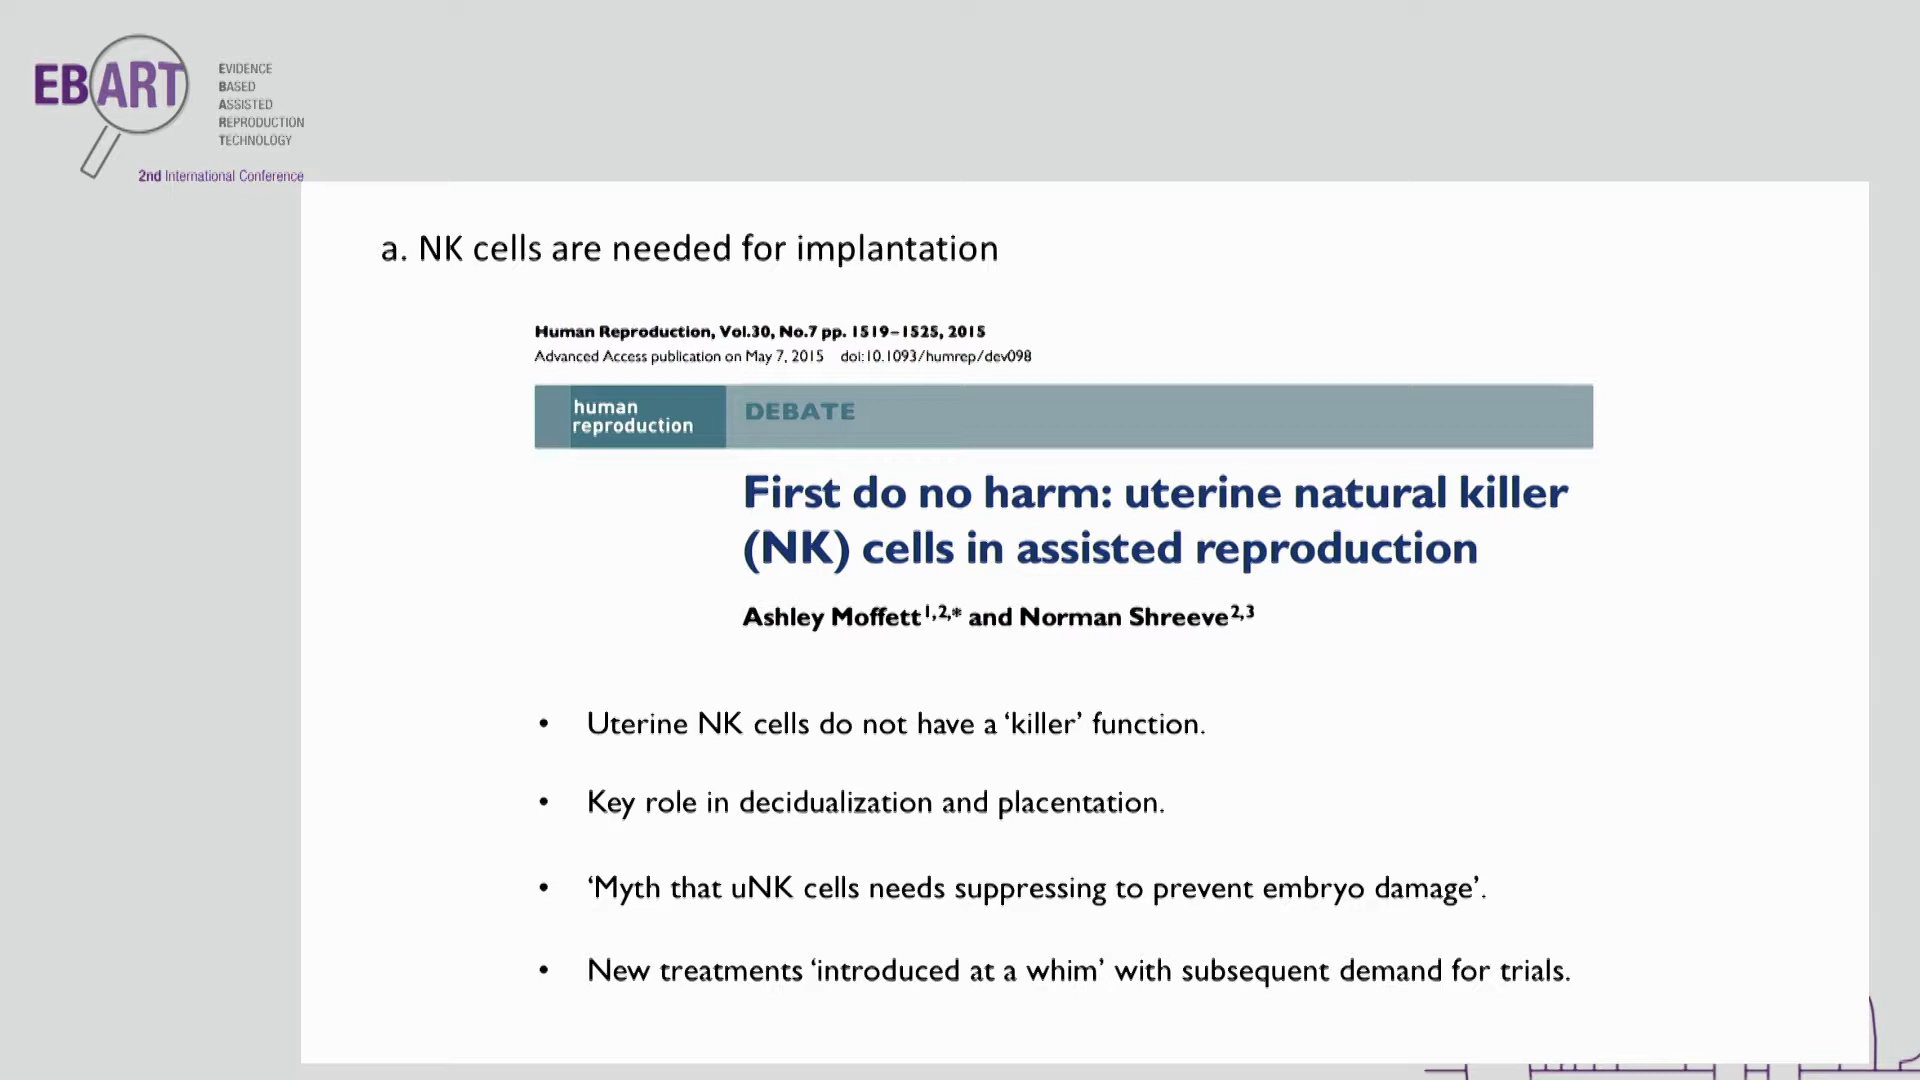 EBART
EVIDENCE
BASED
ASSISTED
REPRODUCTION
TECHNOLOGY
2nd International Conference
a. NK cells are needed for implantation
Human Reproduction, Vol.30, No.7 pp. 1519–1525, 2015
Advanced Access publication on May 7, 2015 doi:10.1093/humrep/dev098
human
reproduction
DEBATE
First do no harm: uterine natural killer
(NK) cells in assisted reproduction
Ashley Moffett1,2,* and Norman Shreeve2,3
• Uterine NK cells do not have a ‘killer’ function.
• Key role in decidualization and placentation.
• ‘Myth that uNK cells needs suppressing to prevent embryo damage’.
• New treatments ‘introduced at a whim’ with subsequent demand for trials.